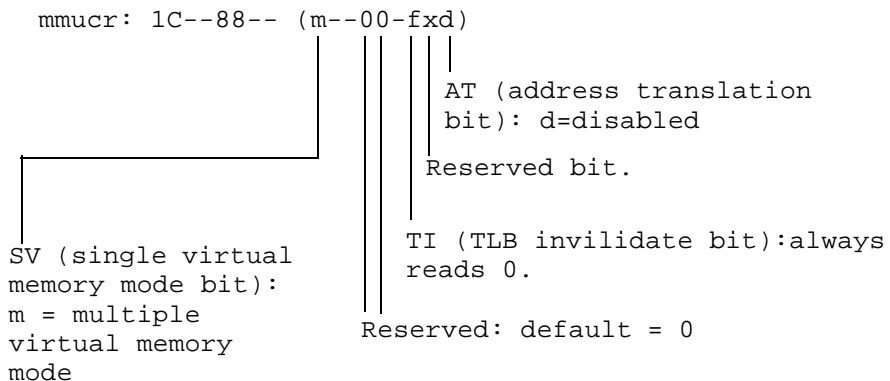 mmucr: 1C--88-- (m--00-fxd)
AT (address translation
bit): d=disabled
Reserved bit.
TI (TLB invilidate bit):always
reads 0.
SV (single virtual
memory mode bit):
m = multiple
virtual memory
mode
Reserved: default = 0